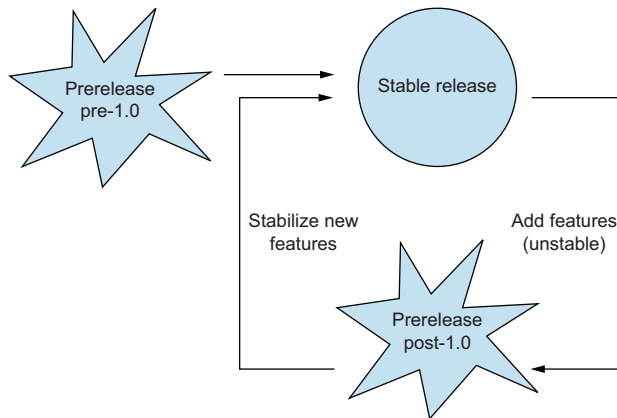 Prerelease
pre-1.0
Stable release
Stabilize new
features
Add features
(unstable)
Prerelease
post-1.0